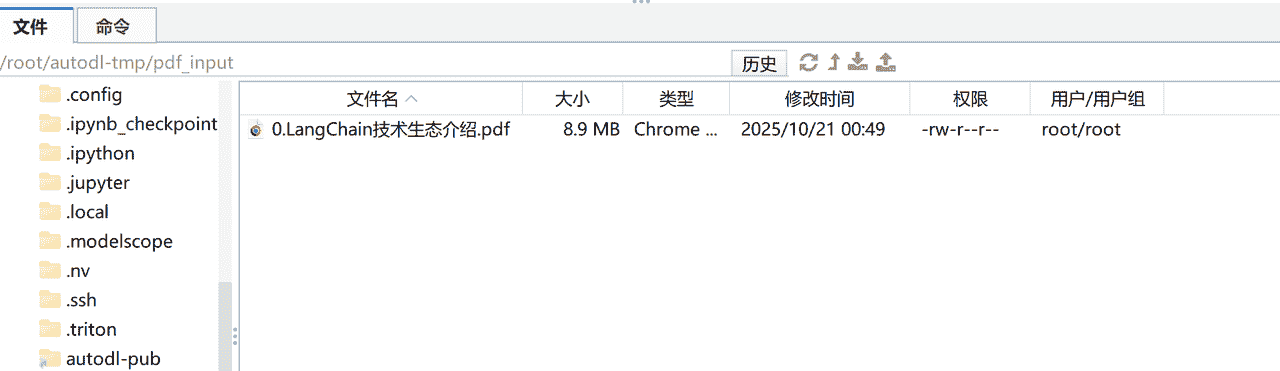 文件 命令
/root/autodl-tmp/pdf_input 历史
.config
.ipynb_checkpoint
.ipython
.jupyter
.local
.modelscope
.nv
.ssh
.triton
autodl-pub
文件名 大小 类型 修改时间 权限 用户/用户组
0.LangChain技术生态介绍.pdf 8.9 MB Chrome ... 2025/10/21 00:49 -rw-r--r-- root/root